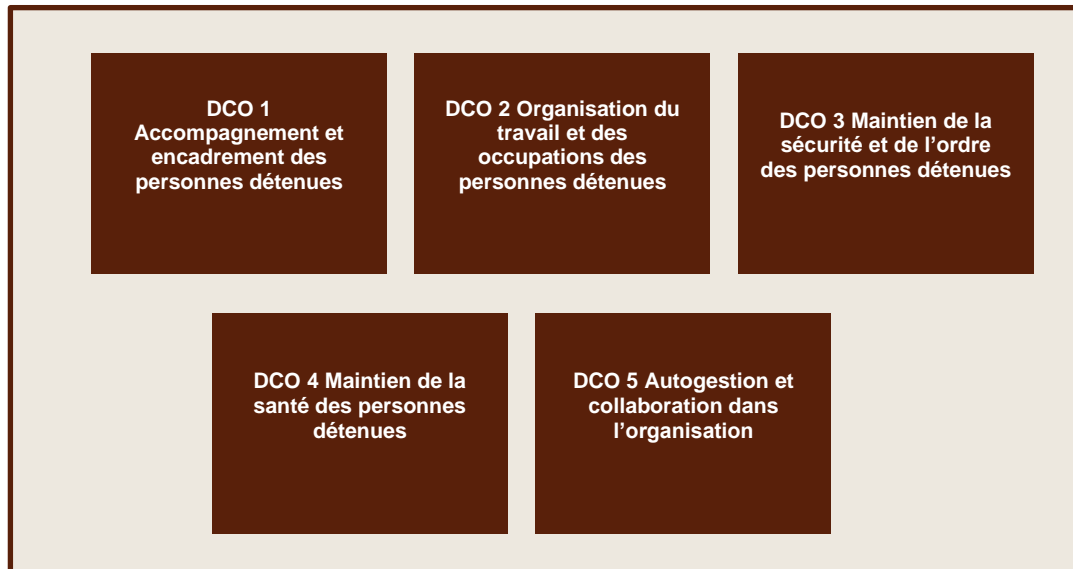 DCO 1
Accompagnement et
encadrement des
personnes détenues
DCO 2 Organisation du
travail et des
occupations des
personnes détenues
DCO 3 Maintien de la
sécurité et de l’ordre
des personnes détenues
DCO 4 Maintien de la
santé des personnes
détenues
DCO 5 Autogestion et
collaboration dans
l’organisation